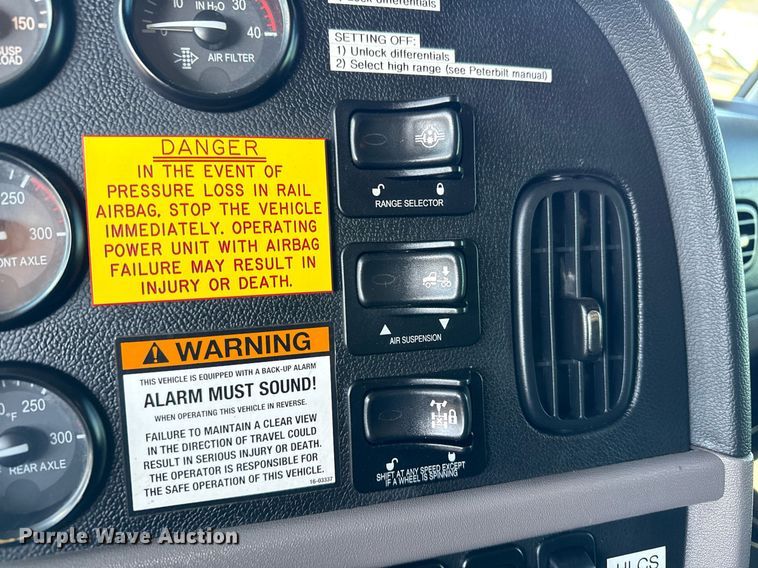 Lock differentials
SETTING OFF:
1) Unlock differentials
2) Select high range (see Peterbilt manual)
150
SUSP
LOAD
10
IN H₂O
30
40
AIR FILTER
DANGER
IN THE EVENT OF
PRESSURE LOSS IN RAIL
AIRBAG, STOP THE VEHICLE
IMMEDIATELY. OPERATING
POWER UNIT WITH AIRBAG
FAILURE MAY RESULT IN
INJURY OR DEATH.
RANGE SELECTOR
250
300
FRONT AXLE
AIR SUSPENSION
WARNING
THIS VEHICLE IS EQUIPPED WITH A BACK-UP ALARM
ALARM MUST SOUND!
WHEN OPERATING THIS VEHICLE IN REVERSE.
FAILURE TO MAINTAIN A CLEAR VIEW
IN THE DIRECTION OF TRAVEL COULD
RESULT IN SERIOUS INJURY OR DEATH.
THE OPERATOR IS RESPONSIBLE FOR
THE SAFE OPERATION OF THIS VEHICLE.
16-03337
SHIFT AT ANY SPEED EXCEPT
IF A WHEEL IS SPINNING
°F 250
300
REAR AXLE
Purple Wave Auction